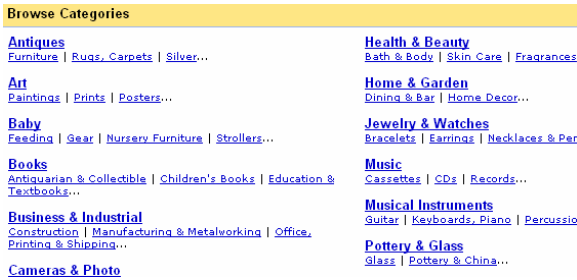 Browse Categories
Antiques
Furniture | Rugs, Carpets | Silver...
Art
Paintings | Prints | Posters...
Baby
Feeding | Gear | Nursery Furniture | Strollers...
Books
Antiquarian & Collectible | Children's Books | Education &
Textbooks...
Business & Industrial
Construction | Manufacturing & Metalworking | Office,
Printing & Shipping...
Cameras & Photo
Health & Beauty
Bath & Body | Skin Care | Fragrances
Home & Garden
Dining & Bar | Home Decor...
Jewelry & Watches
Bracelets | Earrings | Necklaces &
Music
Cassettes | CDs | Records...
Musical Instruments
Guitar | Keyboards, Piano |
Pottery & Glass
Glass | Pottery & China...